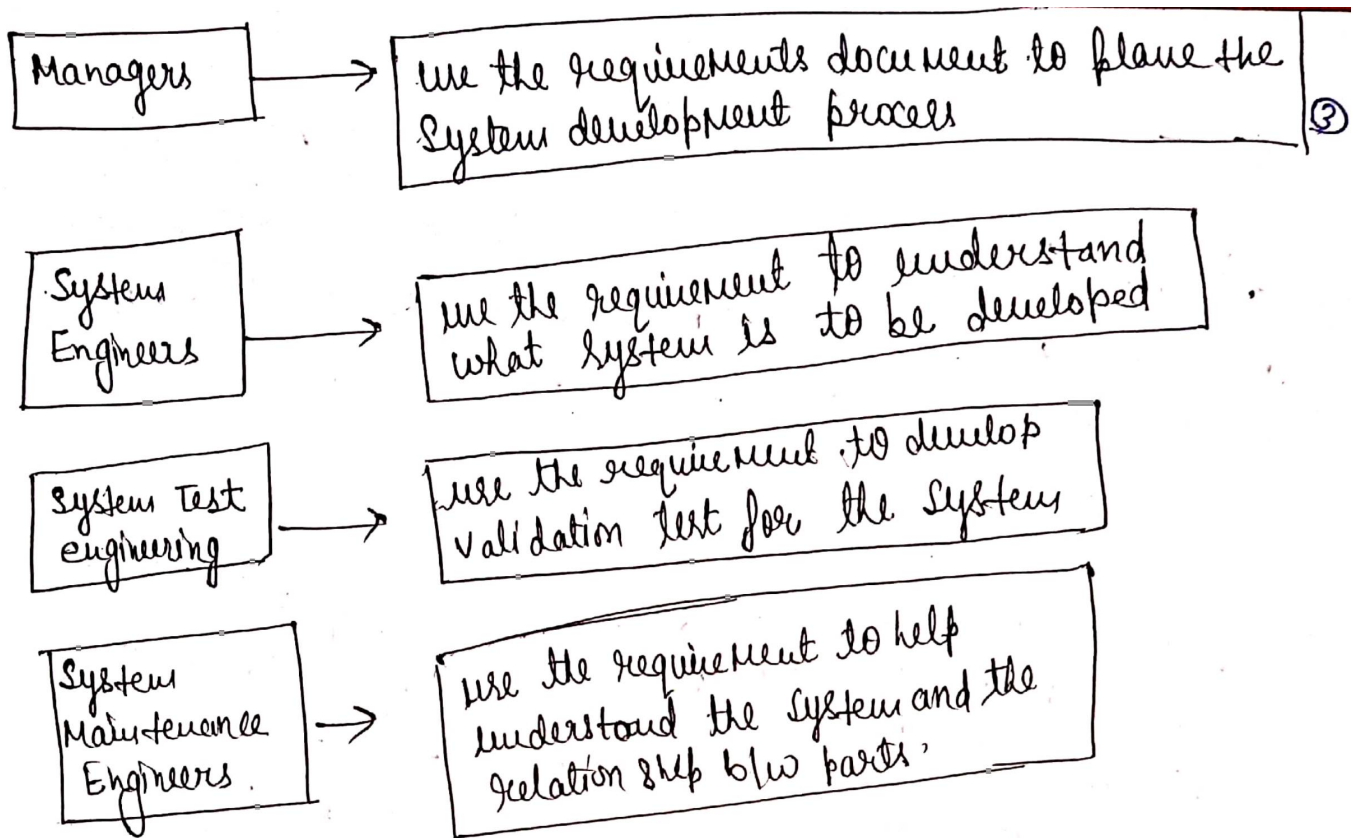 Managers
use the requirements document to plane the
System development process
③
System
Engineers
use the requirement to understand
what system is to be developed
System Test
engineering
use the requirement to develop
validation test for the system
System
Maintenance
Engineers.
use the requirement to help
understand the system and the
relation ship b/w parts.